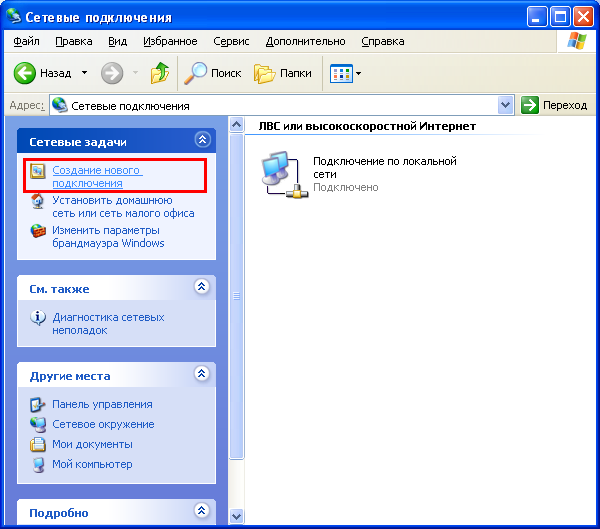 Сетевые подключения
Файл Правка Вид Избранное Сервис Дополнительно Справка
Назад Поиск Папки
Адрес: Сетевые подключения Переход
Сетевые задачи
Создание нового
подключения
Установить домашнюю
сеть или сеть малого офиса
Изменить параметры
брандмауэра Windows
См. также
Диагностика сетевых
неполадок
Другие места
Панель управления
Сетевое окружение
Мои документы
Мой компьютер
Подробно
ЛВС или высокоскоростной Интернет
Подключение по локальной
сети
Подключено